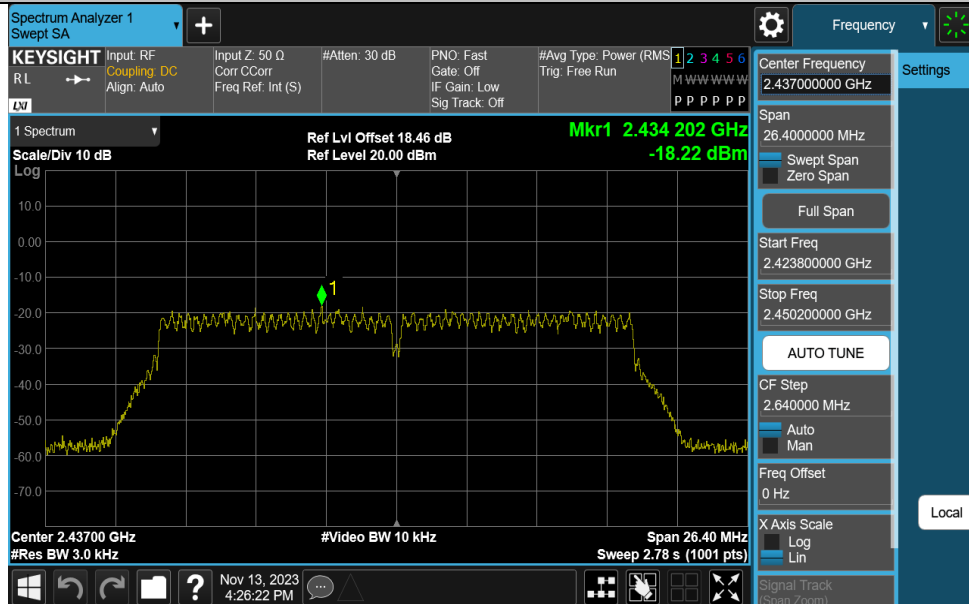 Spectrum Analyzer 1
Swept SA
+
Frequency
KEYSIGHT
RL
LXI
Input: RF
Coupling: DC
Align: Auto
Input Z: 50 Ω
Corr CCorr
Freq Ref: Int (S)
#Atten: 30 dB
PNO: Fast
Gate: Off
IF Gain: Low
Sig Track: Off
#Avg Type: Power (RMS
Trig: Free Run
1 2 3 4 5 6
M W W W W W
P P P P P P
1 Spectrum
Scale/Div 10 dB
Log
Ref Lvl Offset 18.46 dB
Ref Level 20.00 dBm
Mkr1 2.434 202 GHz
-18.22 dBm
10.0
0.00
-10.0
-20.0
-30.0
-40.0
-50.0
-60.0
-70.0
1
Center 2.43700 GHz
#Res BW 3.0 kHz
#Video BW 10 kHz
Span 26.40 MHz
Sweep 2.78 s (1001 pts)
Center Frequency
2.437000000 GHz
Span
26.4000000 MHz
Swept Span
Zero Span
Full Span
Start Freq
2.423800000 GHz
Stop Freq
2.450200000 GHz
AUTO TUNE
CF Step
2.640000 MHz
Auto
Man
Freq Offset
0 Hz
X Axis Scale
Log
Lin
Signal Track
(Span Zoom)
Settings
Local
?
Nov 13, 2023
4:26:22 PM